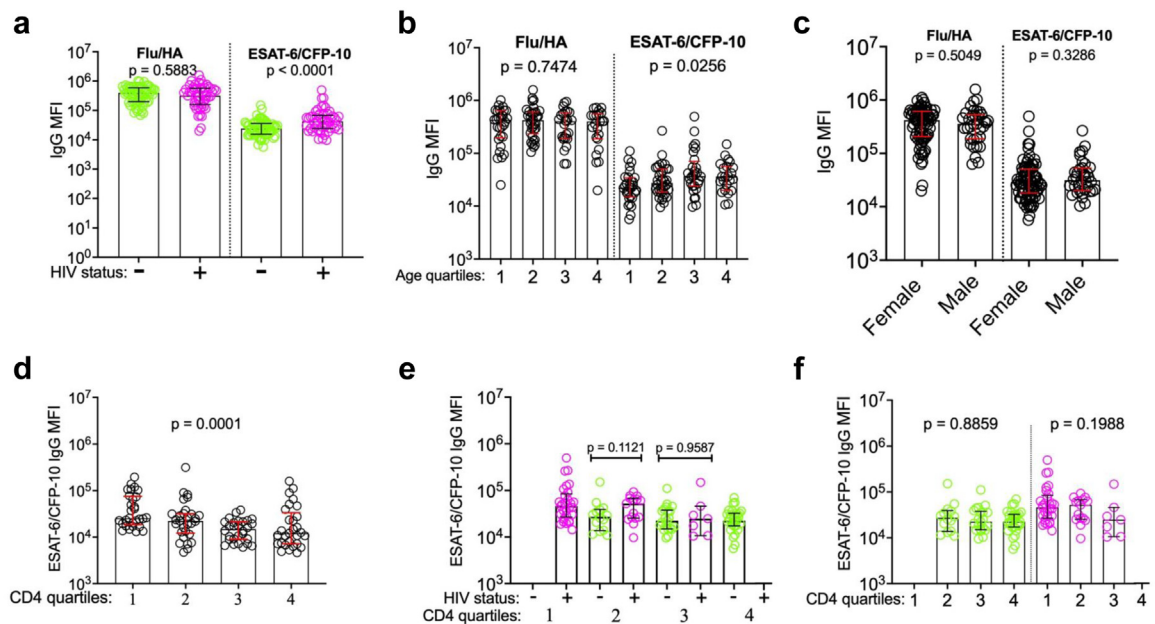 a
Flu/HA ESAT-6/CFP-10
p = 0.5883 p < 0.0001
IgG MFI
10⁷
10⁶
10⁵
10⁴
10³
10²
10¹
10⁰
HIV status: - + - +
b
Flu/HA ESAT-6/CFP-10
p = 0.7474 p = 0.0256
IgG MFI
10⁷
10⁶
10⁵
10⁴
10³
Age quartiles: 1 2 3 4 1 2 3 4
c
Flu/HA ESAT-6/CFP-10
p = 0.5049 p = 0.3286
IgG MFI
10⁷
10⁶
10⁵
10⁴
10³
Female Male Female Male
d
p = 0.0001
ESAT-6/CFP-10 IgG MFI
10⁷
10⁶
10⁵
10⁴
10³
CD4 quartiles: 1 2 3 4
e
p = 0.1121 p = 0.9587
ESAT-6/CFP-10 IgG MFI
10⁷
10⁶
10⁵
10⁴
10³
HIV status: - + - + - + - +
CD4 quartiles: 1 2 3 4
f
p = 0.8859 p = 0.1988
ESAT-6/CFP-10 IgG MFI
10⁷
10⁶
10⁵
10⁴
10³
CD4 quartiles: 1 2 3 4 1 2 3 4